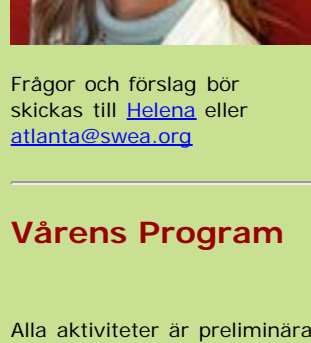 Frågor och förslag bör
skickas till Helena eller
atlanta@swea.org
Vårens Program
Alla aktiviteter är preliminära